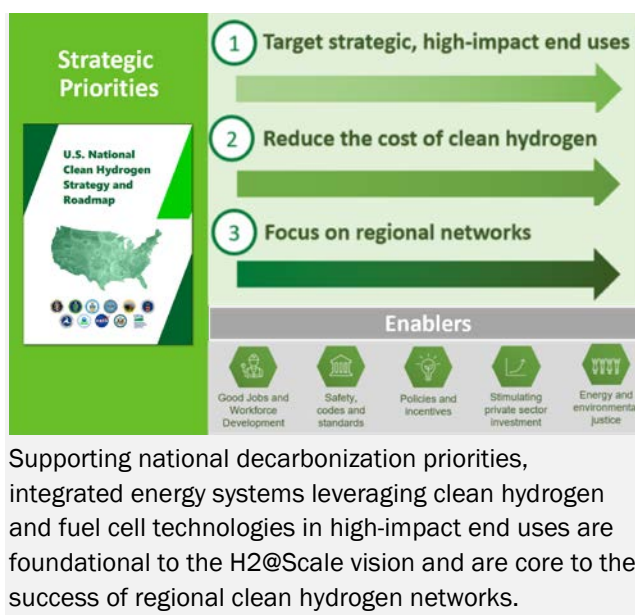 Strategic
Priorities
U.S. National
Clean Hydrogen
Strategy and
Roadmap
1 Target strategic, high-impact end uses
2 Reduce the cost of clean hydrogen
3 Focus on regional networks
Enablers
Good Jobs and
Workforce
Development
Safety,
codes and
standards
Policies and
incentives
Stimulating
private sector
investment
Energy and
environmental
justice
Supporting national decarbonization priorities,
integrated energy systems leveraging clean hydrogen
and fuel cell technologies in high-impact end uses are
foundational to the H2@Scale vision and are core to the
success of regional clean hydrogen networks.